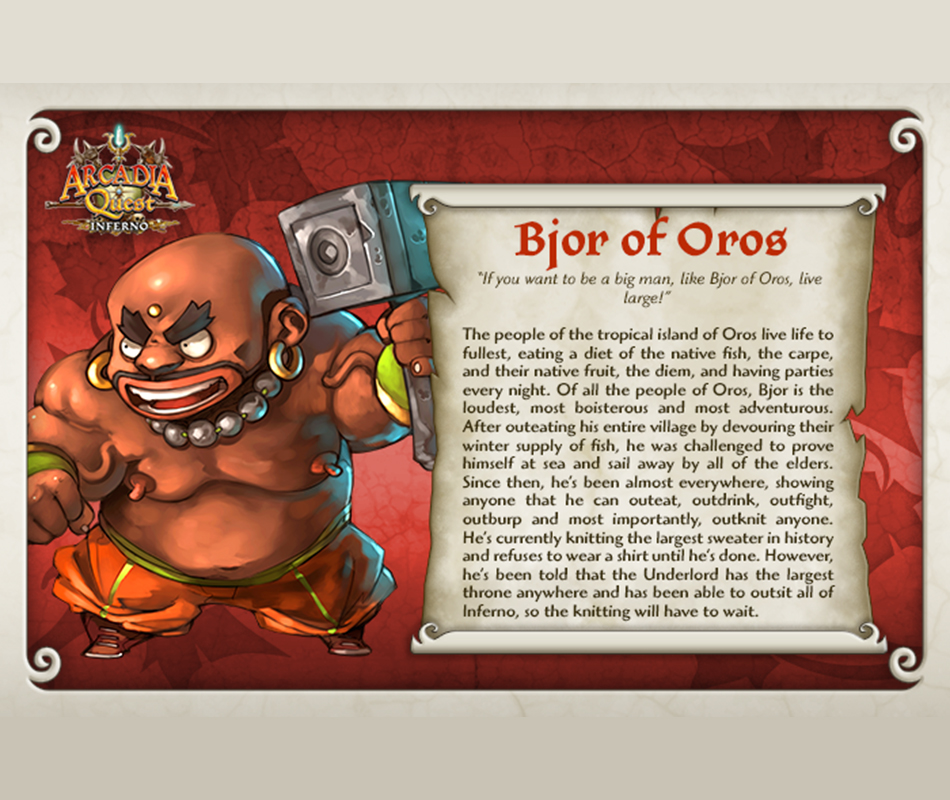 ARCADIA
Quest
INFERNO
Bjor of Oros
"If you want to be a big man, like Bjor of Oros, live
large!"
The people of the tropical island of Oros live life to
fullest, eating a diet of the native fish, the carpe,
and their native fruit, the diem, and having parties
every night. Of all the people of Oros, Bjor is the
loudest, most boisterous and most adventurous.
After outeating his entire village by devouring their
winter supply of fish, he was challenged to prove
himself at sea and sail away by all of the elders.
Since then, he's been almost everywhere, showing
anyone that he can outeat, outdrink, outfight,
outburp and most importantly, outknit anyone.
He's currently knitting the largest sweater in history
and refuses to wear a shirt until he's done. However,
he's been told that the Underlord has the largest
throne anywhere and has been able to outsit all of
Inferno, so the knitting will have to wait.